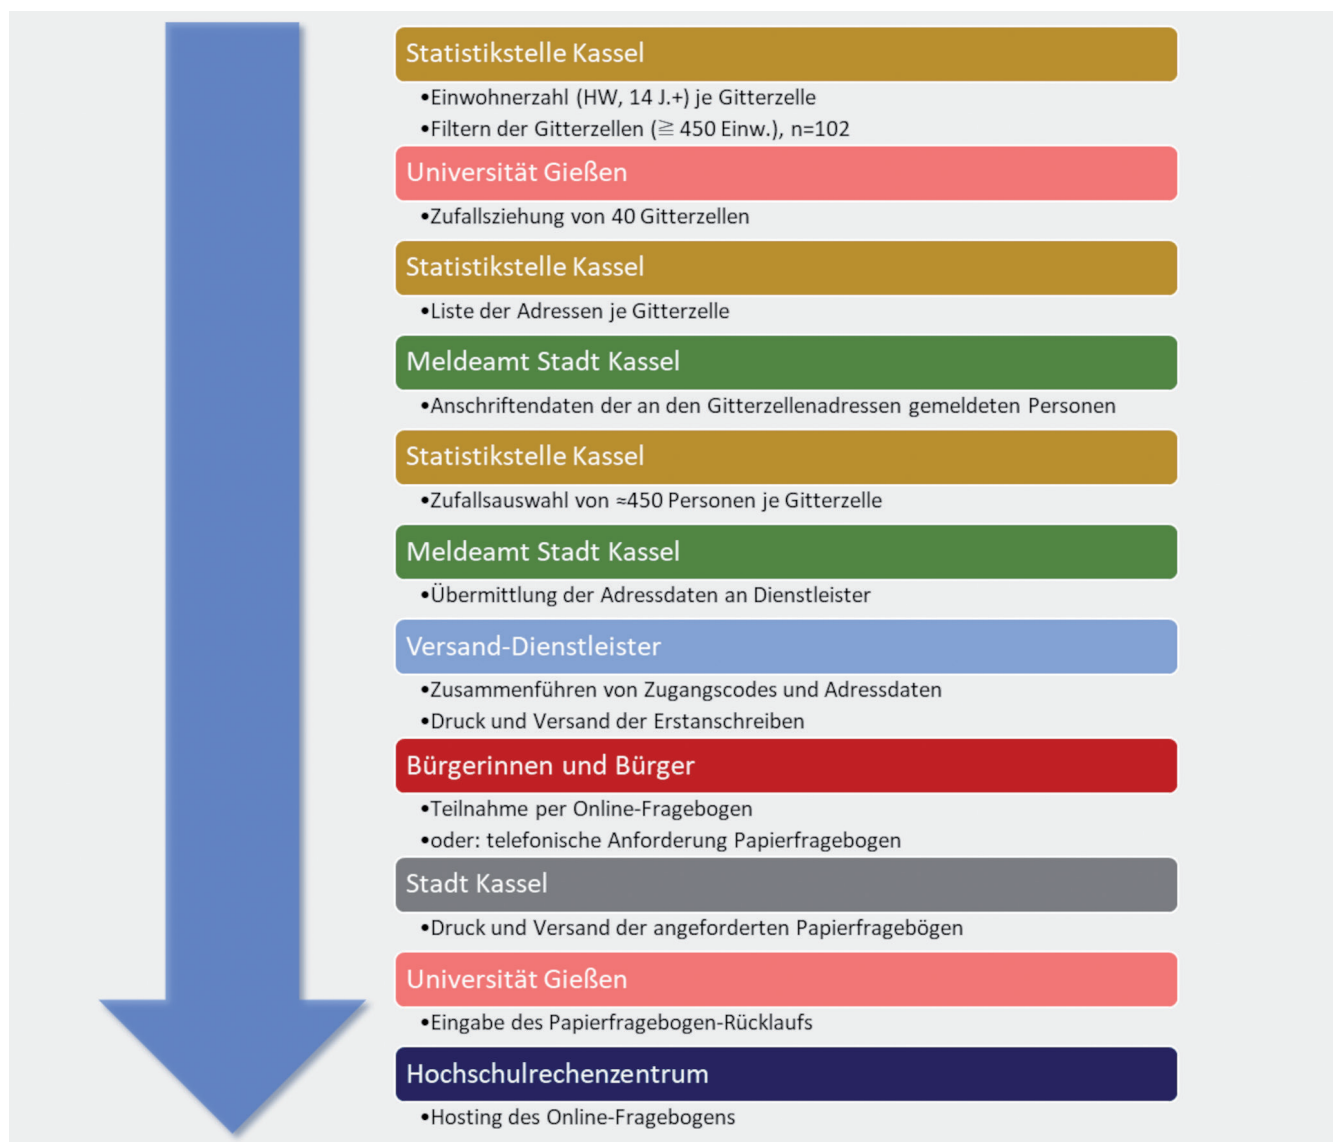 Statistikstelle Kassel
•Einwohnerzahl (HW, 14 J.+) je Gitterzelle
•Filtern der Gitterzellen (≧ 450 Einw.), n=102
Universität Gießen
•Zufallsziehung von 40 Gitterzellen
Statistikstelle Kassel
•Liste der Adressen je Gitterzelle
Meldeamt Stadt Kassel
•Anschriftendaten der an den Gitterzellenadressen gemeldeten Personen
Statistikstelle Kassel
•Zufallsauswahl von ≈450 Personen je Gitterzelle
Meldeamt Stadt Kassel
•Übermittlung der Adressdaten an Dienstleister
Versand-Dienstleister
•Zusammenführen von Zugangscodes und Adressdaten
•Druck und Versand der Erstanschreiben
Bürgerinnen und Bürger
•Teilnahme per Online-Fragebogen
•oder: telefonische Anforderung Papierfragebogen
Stadt Kassel
•Druck und Versand der angeforderten Papierfragebögen
Universität Gießen
•Eingabe des Papierfragebogen-Rücklaufs
Hochschulrechenzentrum
•Hosting des Online-Fragebogens